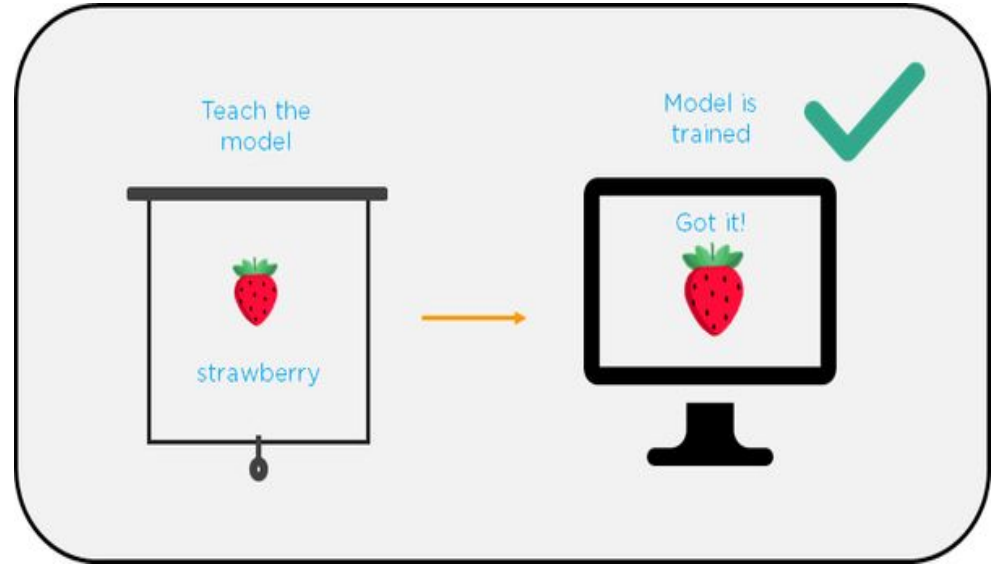 Teach the
model
strawberry
Model is
trained
Got it!